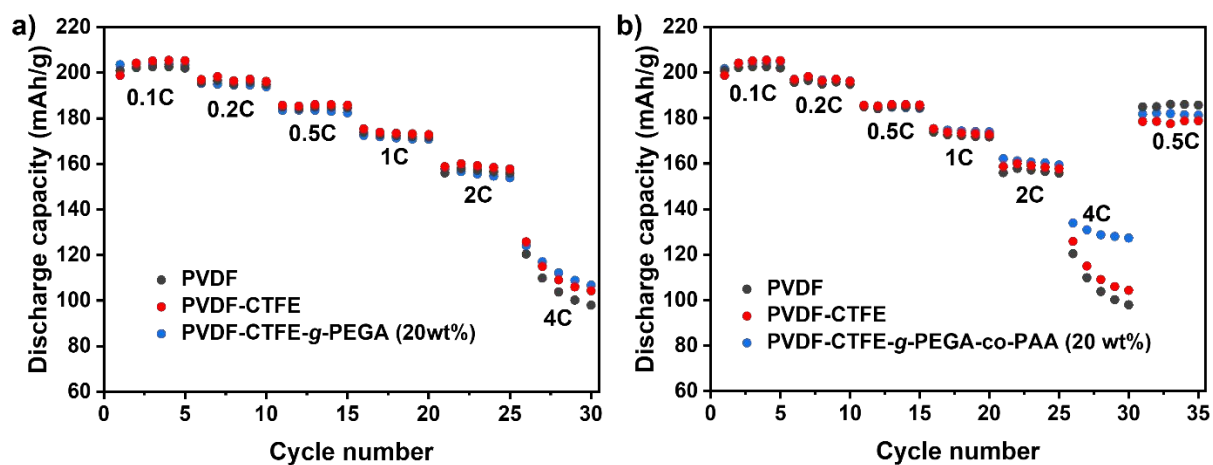 a)
Discharge capacity (mAh/g)
220
200
180
160
140
120
100
80
60
0.1C
0.2C
0.5C
1C
2C
4C
PVDF
PVDF-CTFE
PVDF-CTFE-g-PEGA (20wt%)
0 5 10 15 20 25 30
Cycle number
b)
Discharge capacity (mAh/g)
220
200
180
160
140
120
100
80
60
0.1C
0.2C
0.5C
1C
2C
4C
0.5C
PVDF
PVDF-CTFE
PVDF-CTFE-g-PEGA-co-PAA (20 wt%)
0 5 10 15 20 25 30 35
Cycle number